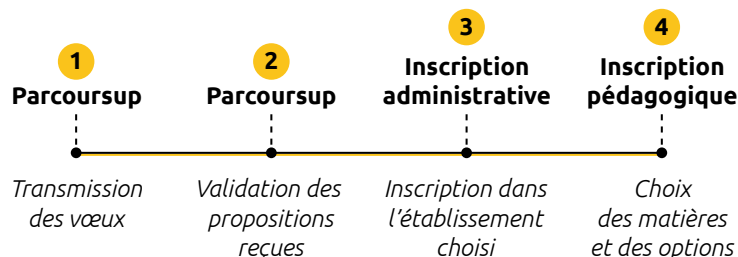 1
Parcoursup
Transmission
des vœux
2
Parcoursup
Validation des
propositions
reçues
3
Inscription
administrative
Inscription dans
l'établissement
choisi
4
Inscription
pédagogique
Choix
des matières
et des options